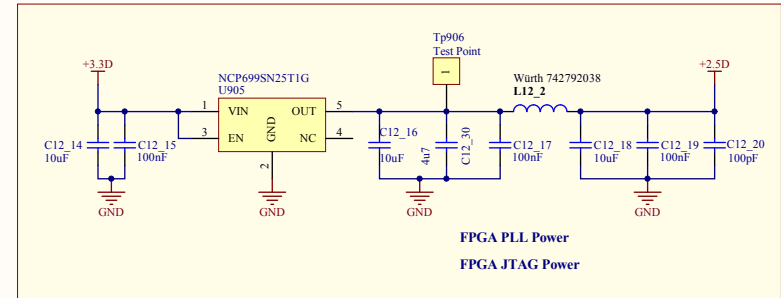 Tp906
Test Point
1
+3.3D
NCP699SN25T1G
U905
Würth 742792038
L12_2
+2.5D
1
VIN
OUT
5
3
EN
GND
NC
4
2
C12_14
10uF
C12_15
100nF
C12_16
10uF
4u7
C12_30
C12_17
100nF
C12_18
10uF
C12_19
100nF
C12_20
100pF
GND
GND
GND
GND
FPGA PLL Power
FPGA JTAG Power